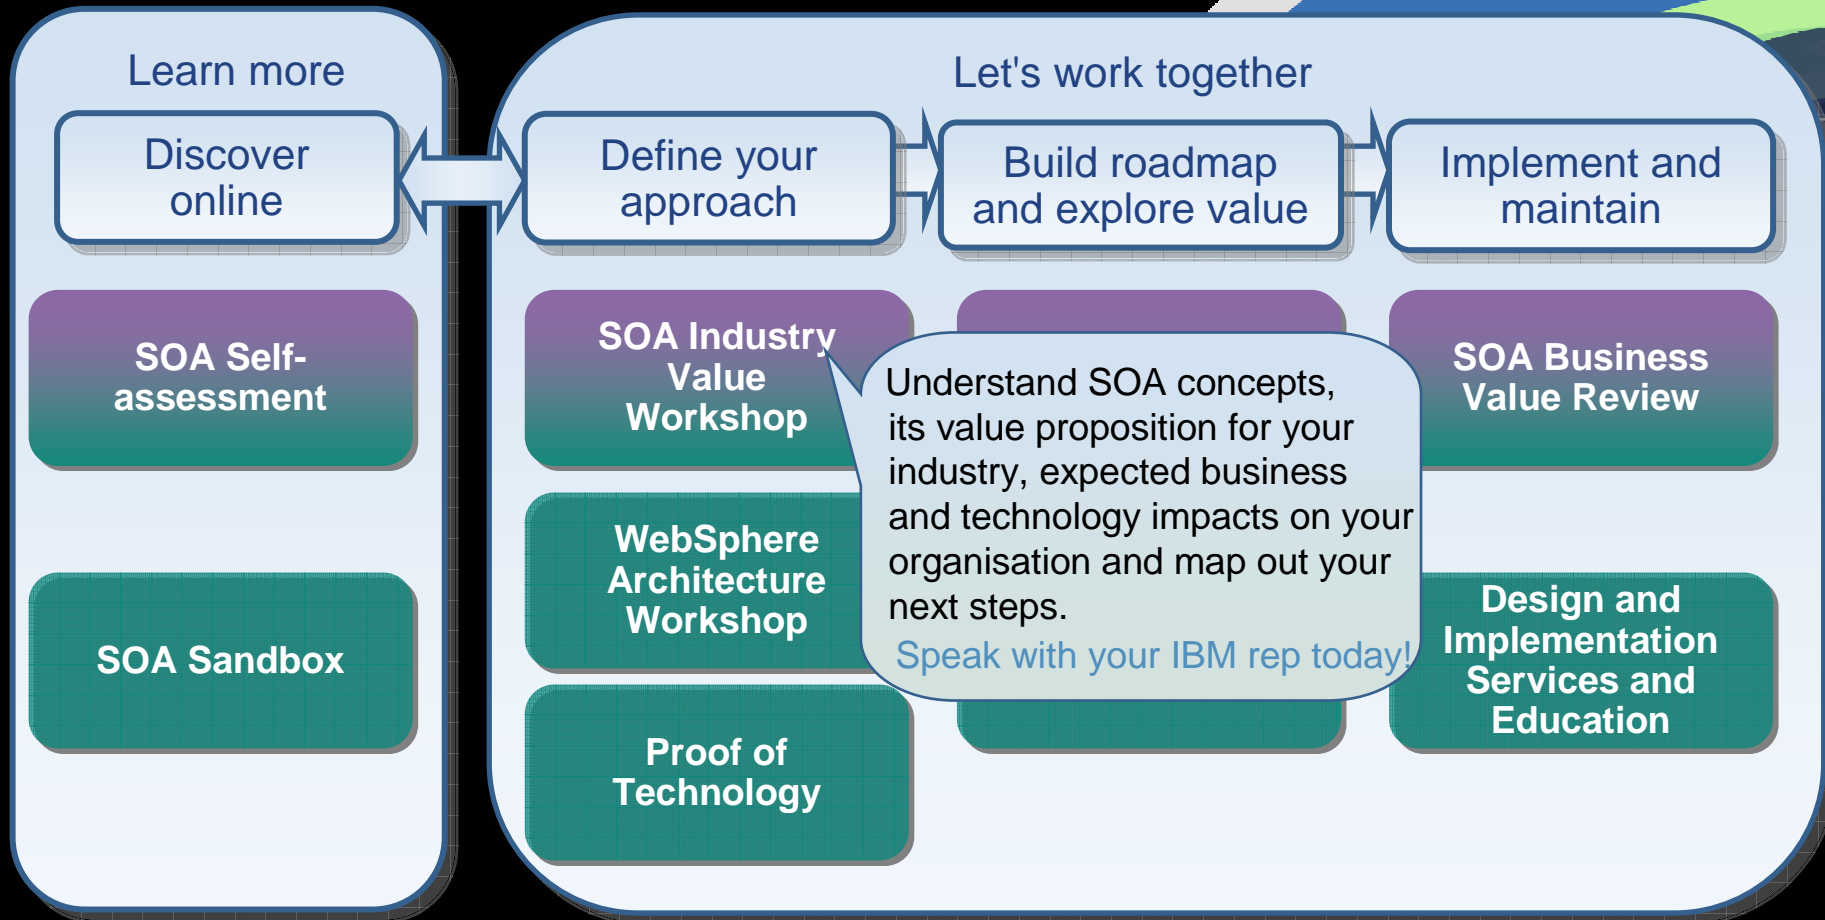 Learn more
Discover
online
SOA Self-
assessment
SOA Sandbox
Let's work together
Define your
approach
Build roadmap
and explore value
Implement and
maintain
SOA Industry
Value
Workshop
WebSphere
Architecture
Workshop
Proof of
Technology
Understand SOA concepts,
its value proposition for your
industry, expected business
and technology impacts on your
organisation and map out your
next steps.
Speak with your IBM rep today!
SOA Business
Value Review
Design and
Implementation
Services and
Education